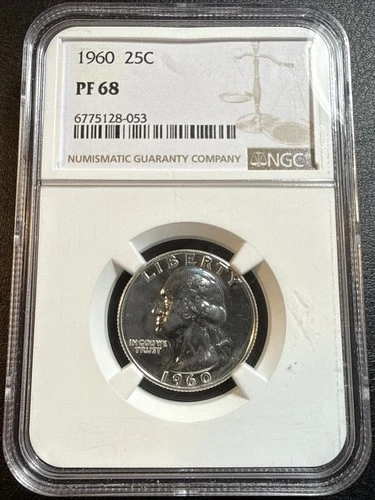 1960 25C
PF 68
6775128-053
NUMISMATIC GUARANTY COMPANY NGC
LIBERTY
IN GOD WE
TRUST
1960